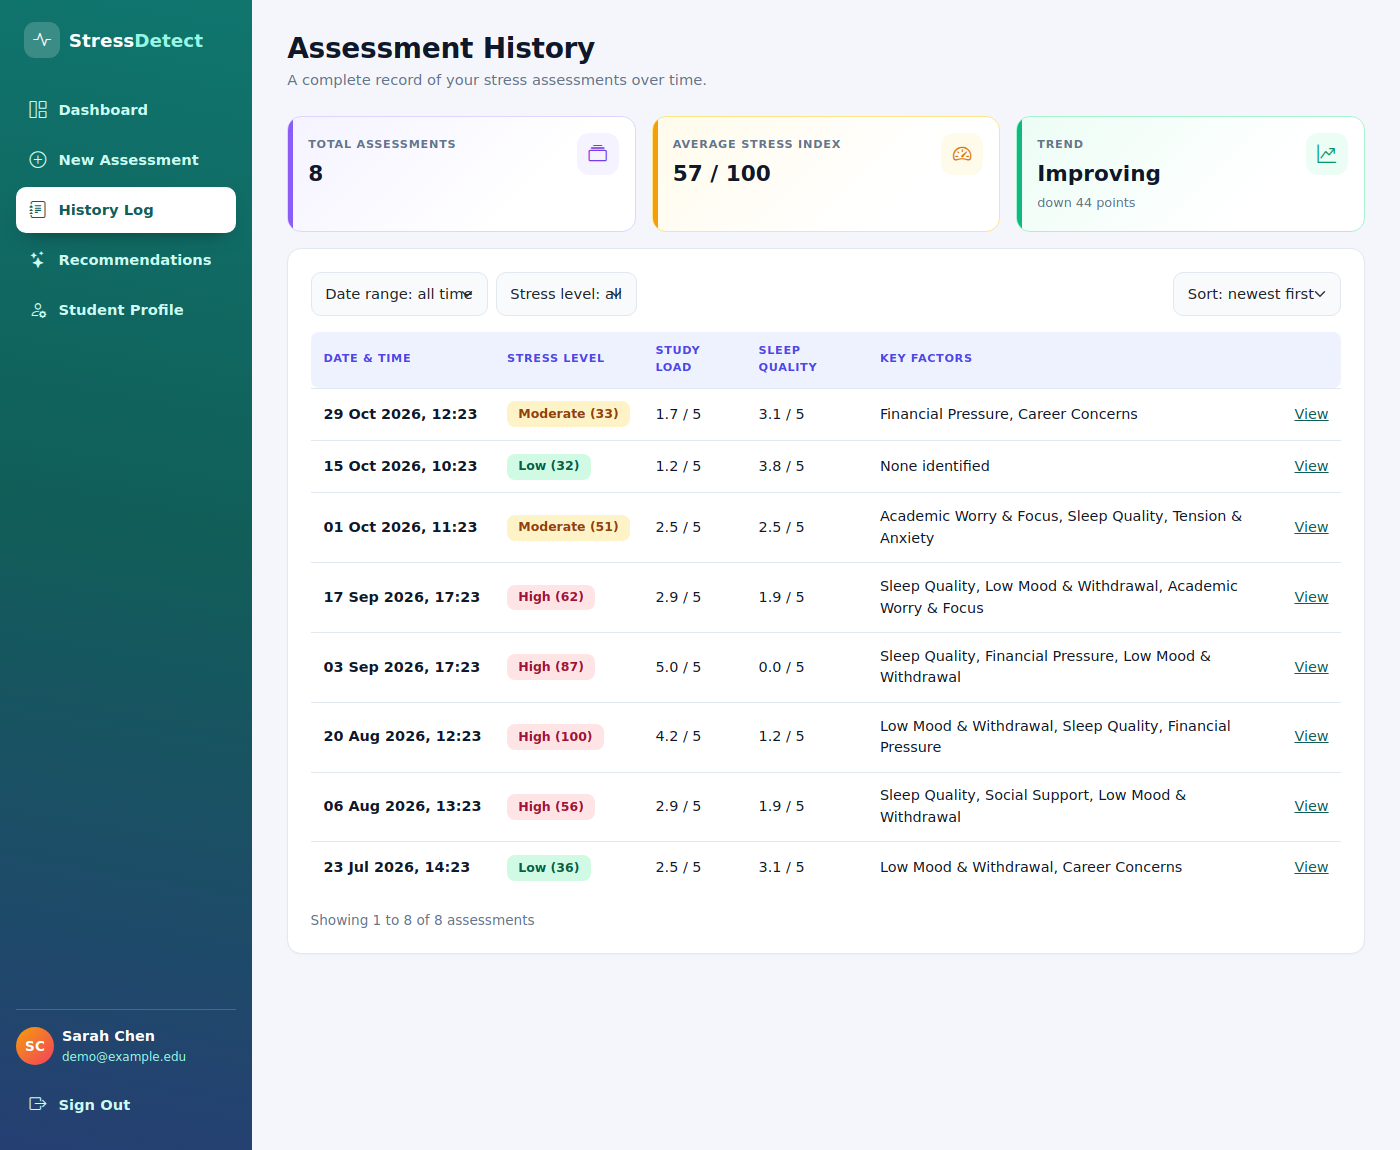 StressDetect
Dashboard
New Assessment
History Log
Recommendations
Student Profile
Sarah Chen
SC
demo@example.edu
Sign Out
Assessment History
A complete record of your stress assessments over time.
TOTAL ASSESSMENTS
8
AVERAGE STRESS INDEX
57 / 100
TREND
Improving
down 44 points
Date range: all time
Stress level: all
Sort: newest first
DATE & TIME STRESS LEVEL STUDY LOAD SLEEP QUALITY KEY FACTORS
29 Oct 2026, 12:23 Moderate (33) 1.7 / 5 3.1 / 5 Financial Pressure, Career Concerns View
15 Oct 2026, 10:23 Low (32) 1.2 / 5 3.8 / 5 None identified View
01 Oct 2026, 11:23 Moderate (51) 2.5 / 5 2.5 / 5 Academic Worry & Focus, Sleep Quality, Tension & Anxiety View
17 Sep 2026, 17:23 High (62) 2.9 / 5 1.9 / 5 Sleep Quality, Low Mood & Withdrawal, Academic Worry & Focus View
03 Sep 2026, 17:23 High (87) 5.0 / 5 0.0 / 5 Sleep Quality, Financial Pressure, Low Mood & Withdrawal View
20 Aug 2026, 12:23 High (100) 4.2 / 5 1.2 / 5 Low Mood & Withdrawal, Sleep Quality, Financial Pressure View
06 Aug 2026, 13:23 High (56) 2.9 / 5 1.9 / 5 Sleep Quality, Social Support, Low Mood & Withdrawal View
23 Jul 2026, 14:23 Low (36) 2.5 / 5 3.1 / 5 Low Mood & Withdrawal, Career Concerns View
Showing 1 to 8 of 8 assessments